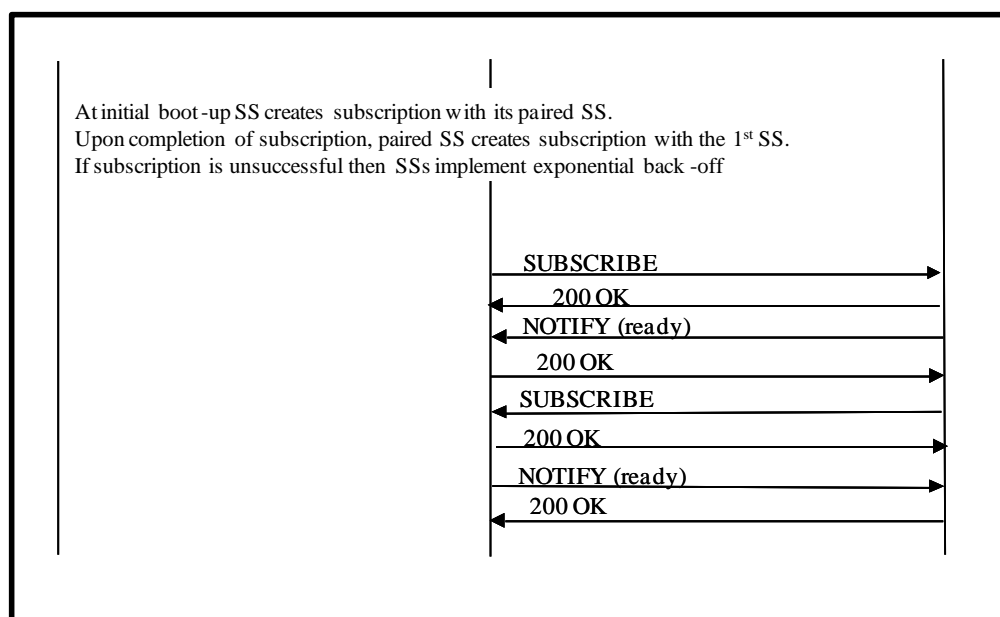 At initial boot-up SS creates subscription with its paired SS.
Upon completion of subscription, paired SS creates subscription with the 1st SS.
If subscription is unsuccessful then SSs implement exponential back-off
SUBSCRIBE
200 OK
NOTIFY (ready)
200 OK
SUBSCRIBE
200 OK
NOTIFY (ready)
200 OK